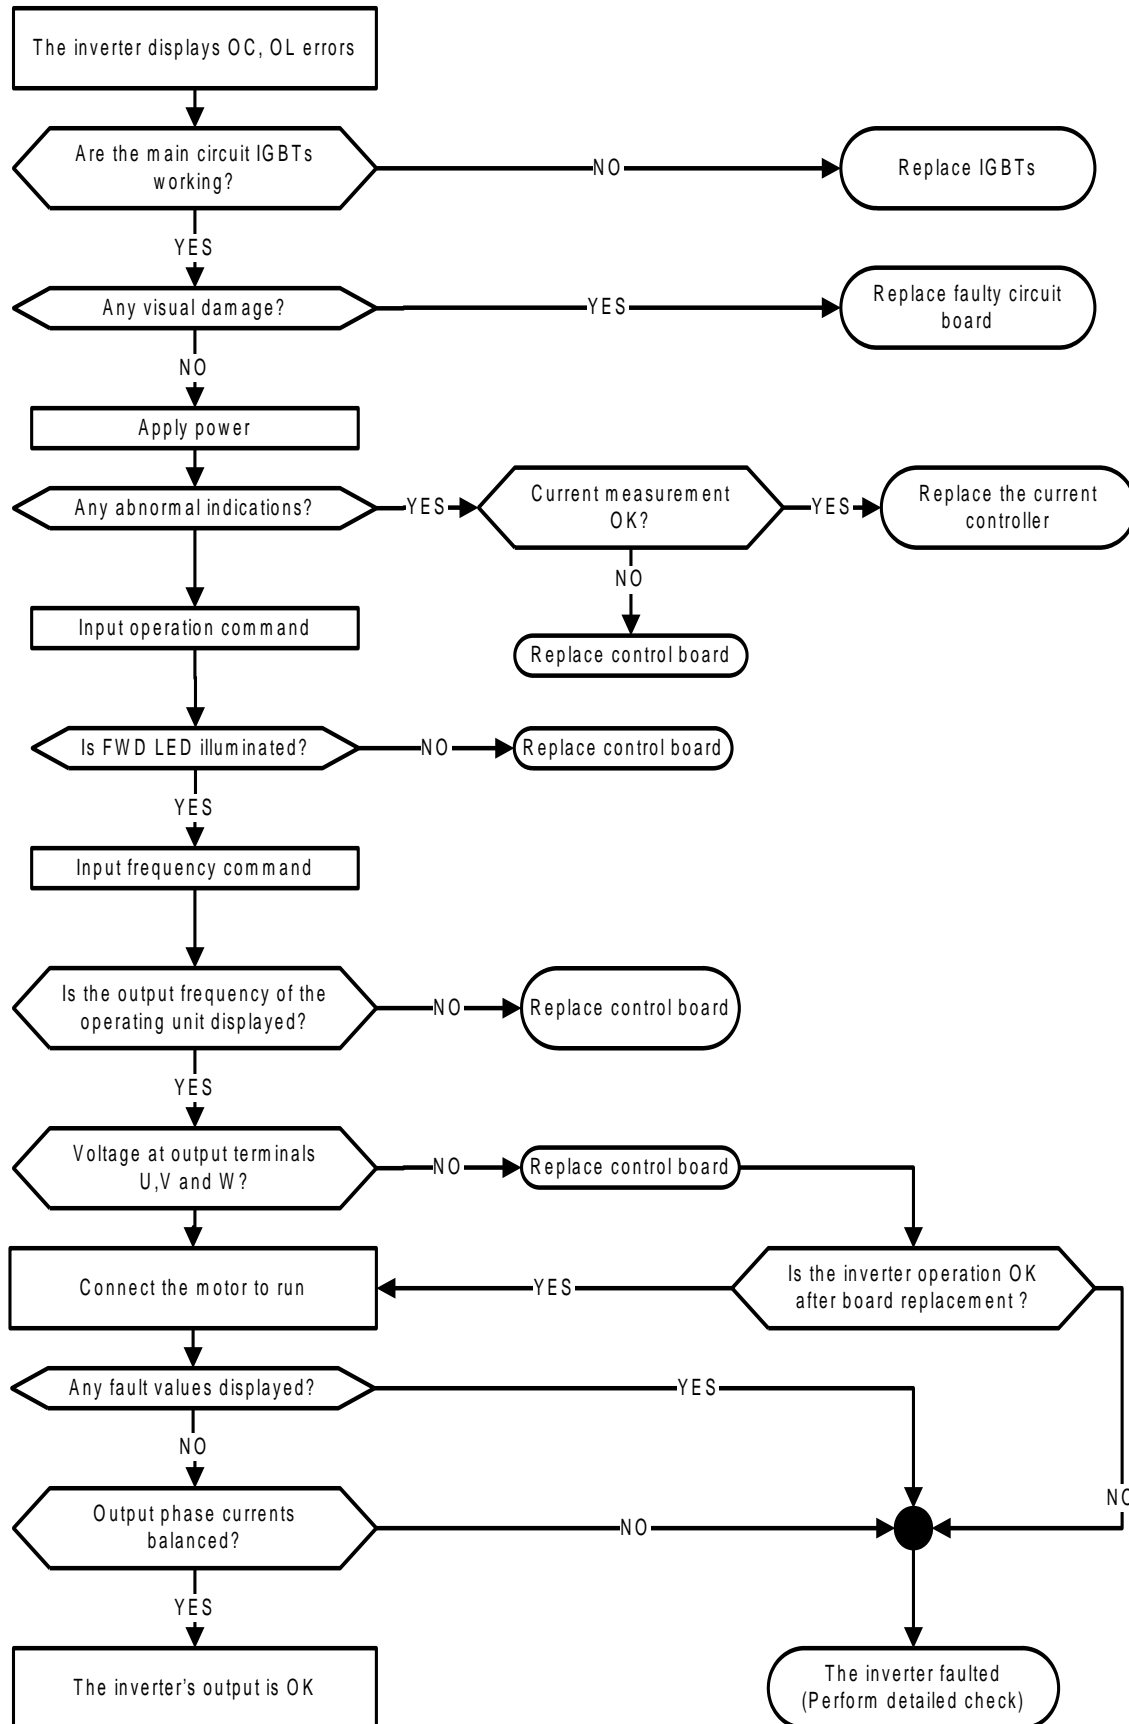 The inverter displays OC, OL errors
Are the main circuit IGBTs
working?
NO
Replace IGBTs
YES
Any visual damage?
YES
Replace faulty circuit
board
NO
Apply power
Any abnormal indications?
YES
Current measurement
OK?
YES
Replace the current
controller
NO
Replace control board
Input operation command
Is FWD LED illuminated?
NO
Replace control board
YES
Input frequency command
Is the output frequency of the
operating unit displayed?
NO
Replace control board
YES
Voltage at output terminals
U,V and W?
NO
Replace control board
Connect the motor to run
YES
Is the inverter operation OK
after board replacement ?
Any fault values displayed?
YES
NO
NO
Output phase currents
balanced?
NO
YES
The inverter’s output is OK
The inverter faulted
(Perform detailed check)